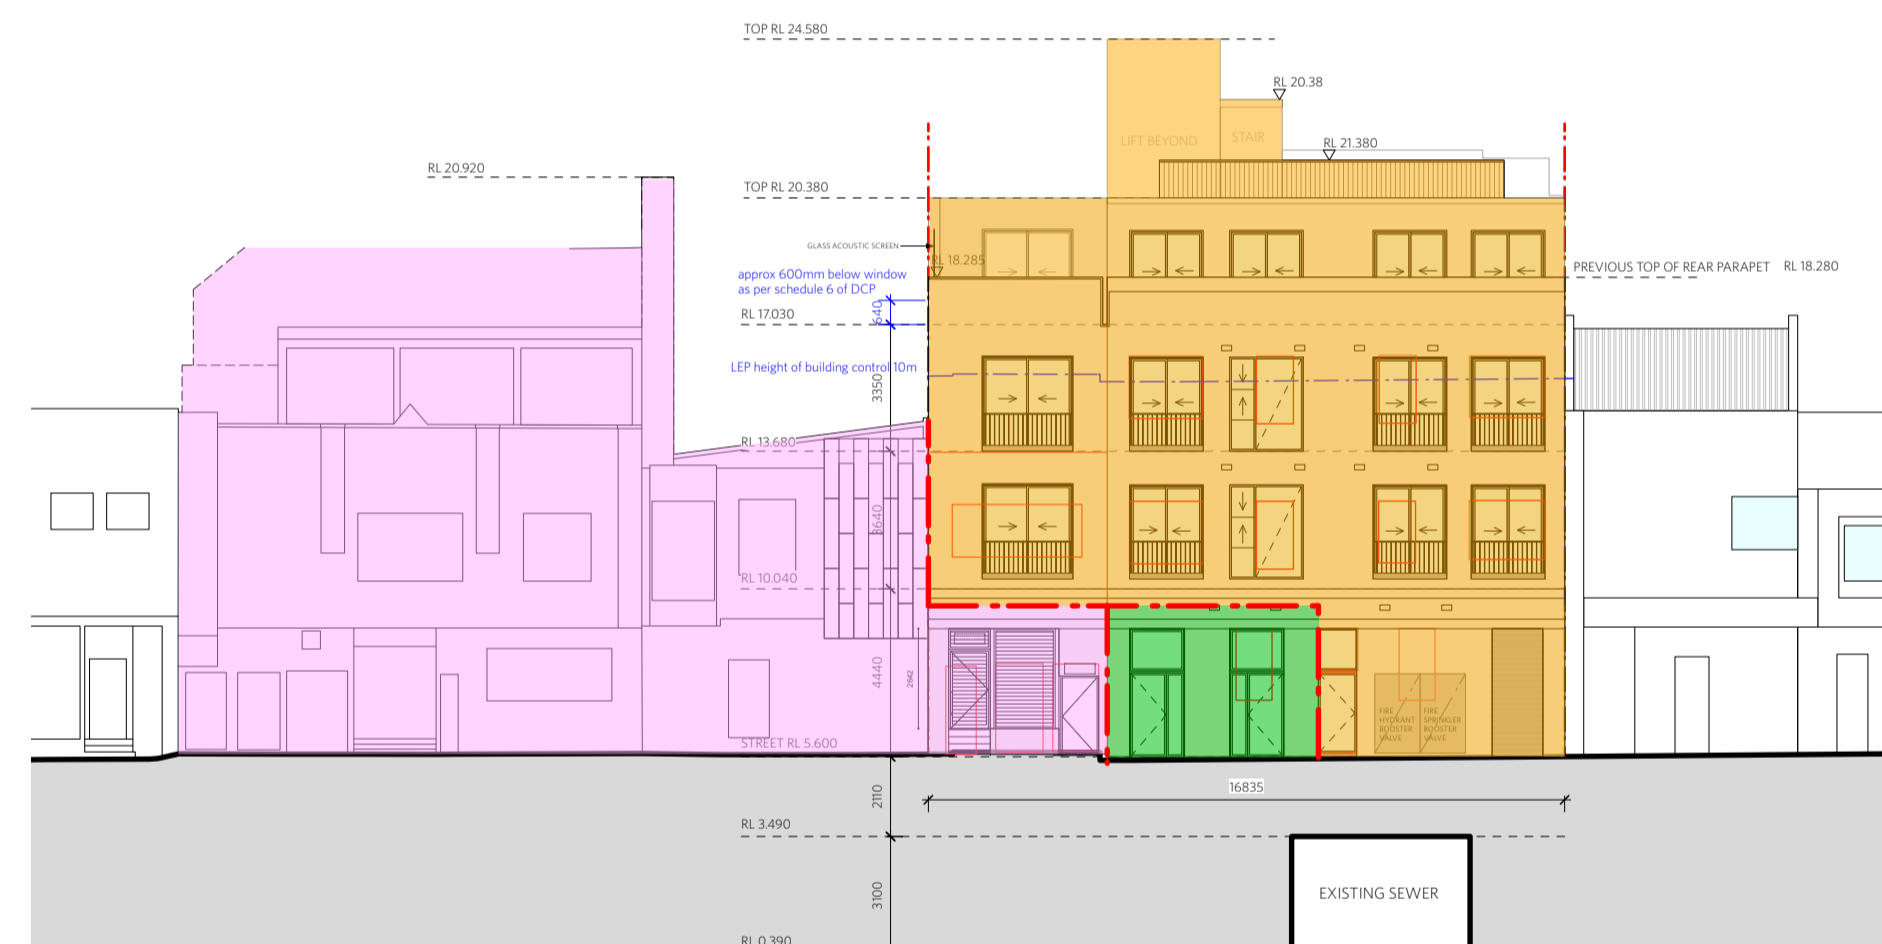 TOP RL 24.580
RL 20.38
LIFT BEYOND
STAIR
RL 21.380
RL 20.920
TOP RL 20.380
GLASS ACOUSTIC SCREEN
RL 18.285
PREVIOUS TOP OF REAR PARAPET RL 18.280
approx 600mm below window
as per schedule 6 of DCP
640
RL 17.030
LEP height of building control 10m
3350
RL 13.680
3640
RL 10.040
4440
2642
FIRE
HYDRANT
BOOSTER
VALVE
FIRE
SPRINKLER
BOOSTER
VALVE
STREET RL 5.600
16835
2110
RL 3.490
3100
EXISTING SEWER
RL 0.390